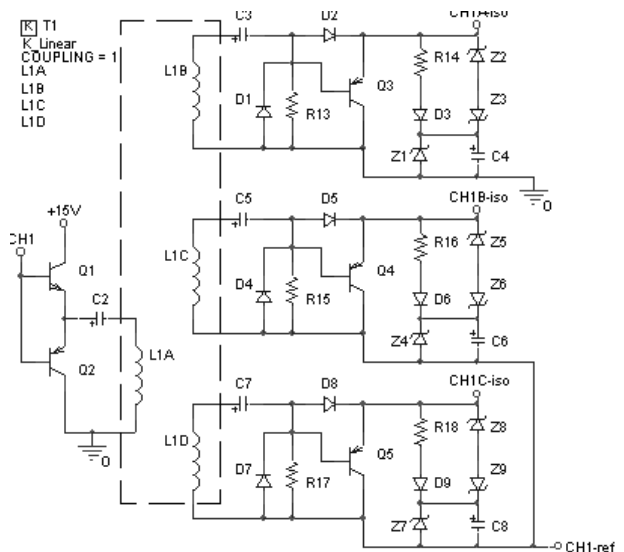 K T1
K_Linear
COUPLING = 1
L1A
L1B
L1C
L1D
C3
D2
CH1A-iso
L1B
D1
R13
Q3
R14
D3
Z1
Z2
Z3
C4
0
+15V
CH1
Q1
C2
Q2
L1A
0
C5
D5
CH1B-iso
L1C
D4
R15
Q4
R16
D6
Z4
Z5
Z6
C6
C7
D8
CH1C-iso
L1D
D7
R17
Q5
R18
D9
Z7
Z8
Z9
C8
CH1-ref